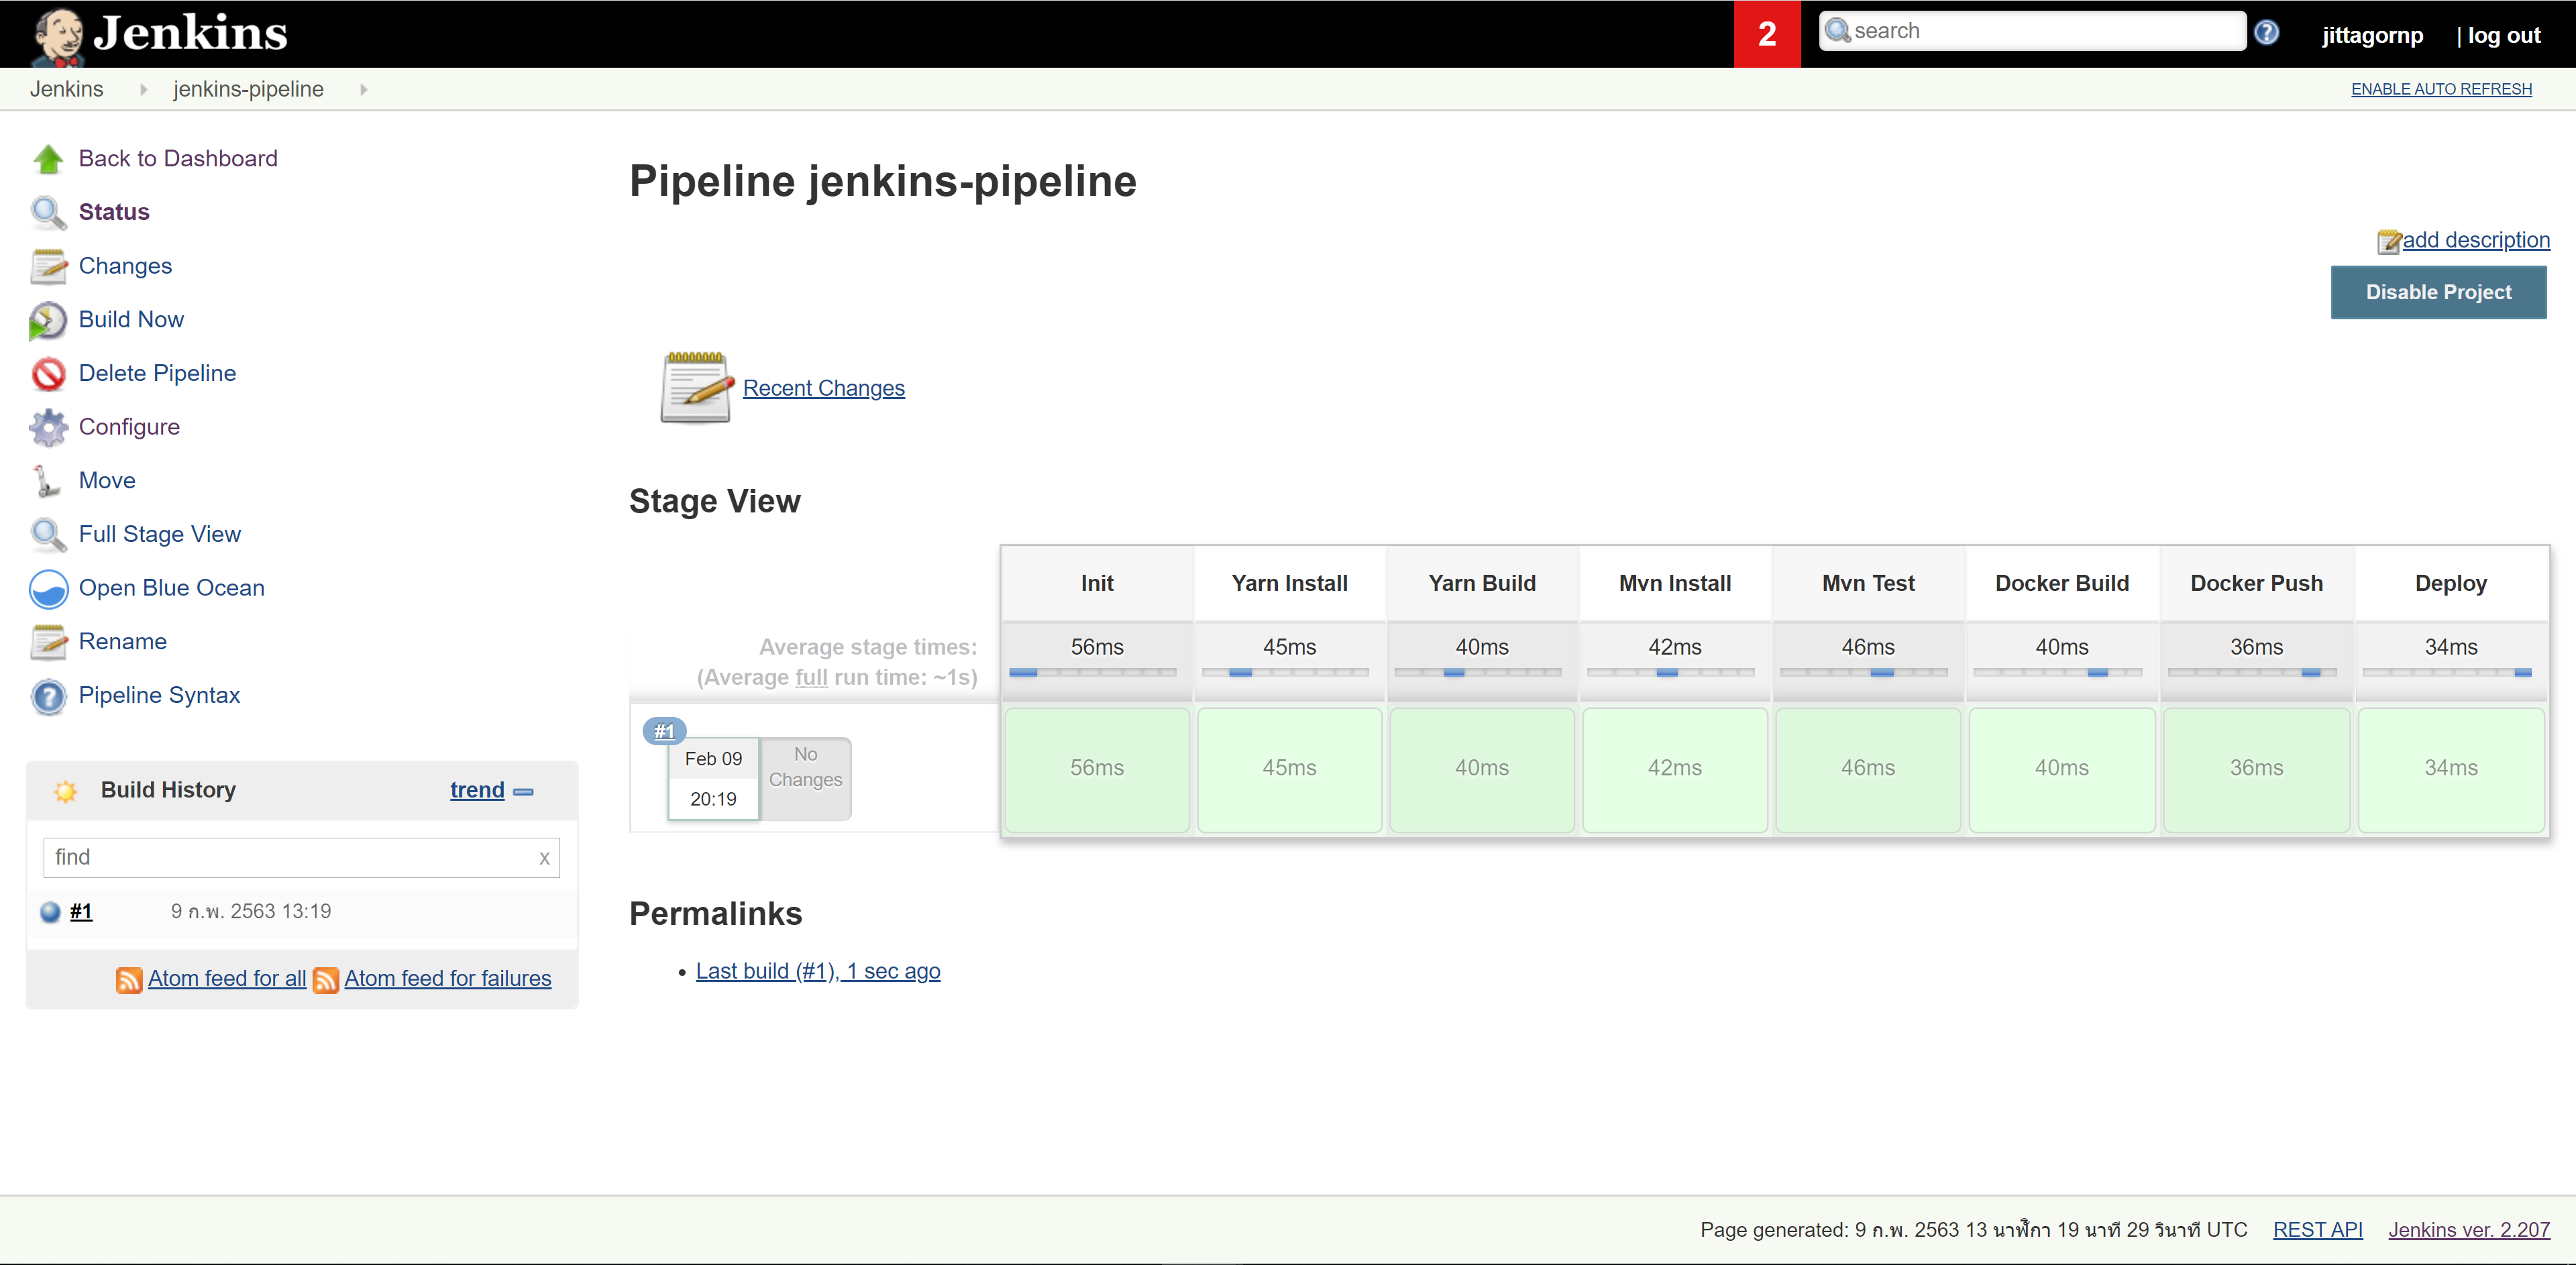 Jenkins
2
search
jittagornp
| log out
Jenkins
jenkins-pipeline
ENABLE AUTO REFRESH
Back to Dashboard
Status
Changes
Build Now
Delete Pipeline
Configure
Move
Full Stage View
Open Blue Ocean
Rename
Pipeline Syntax
Build History
trend
find
x
#1
9 ก.พ. 2563 13:19
Atom feed for all
Atom feed for failures
Pipeline jenkins-pipeline
add description
Disable Project
Recent Changes
Stage View
Init Yarn Install Yarn Build Mvn Install Mvn Test Docker Build Docker Push Deploy
Average stage times:
(Average full run time: ~1s)
56ms 45ms 40ms 42ms 46ms 40ms 36ms 34ms
#1
Feb 09
20:19
No
Changes
56ms 45ms 40ms 42ms 46ms 40ms 36ms 34ms
Permalinks
Last build (#1), 1 sec ago
Page generated: 9 ก.พ. 2563 13 นาฬิกา 19 นาที 29 วินาที UTC
REST API
Jenkins ver. 2.207